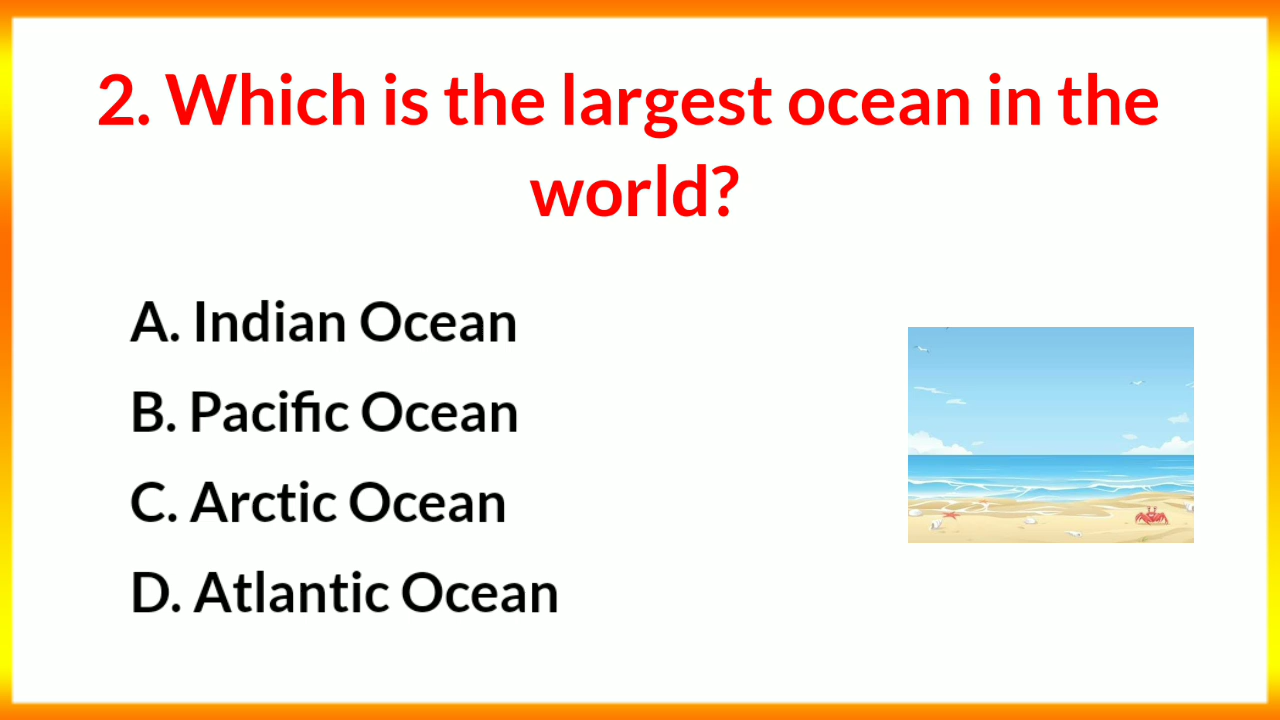 2. Which is the largest ocean in the
world?
A. Indian Ocean
B. Pacific Ocean
C. Arctic Ocean
D. Atlantic Ocean